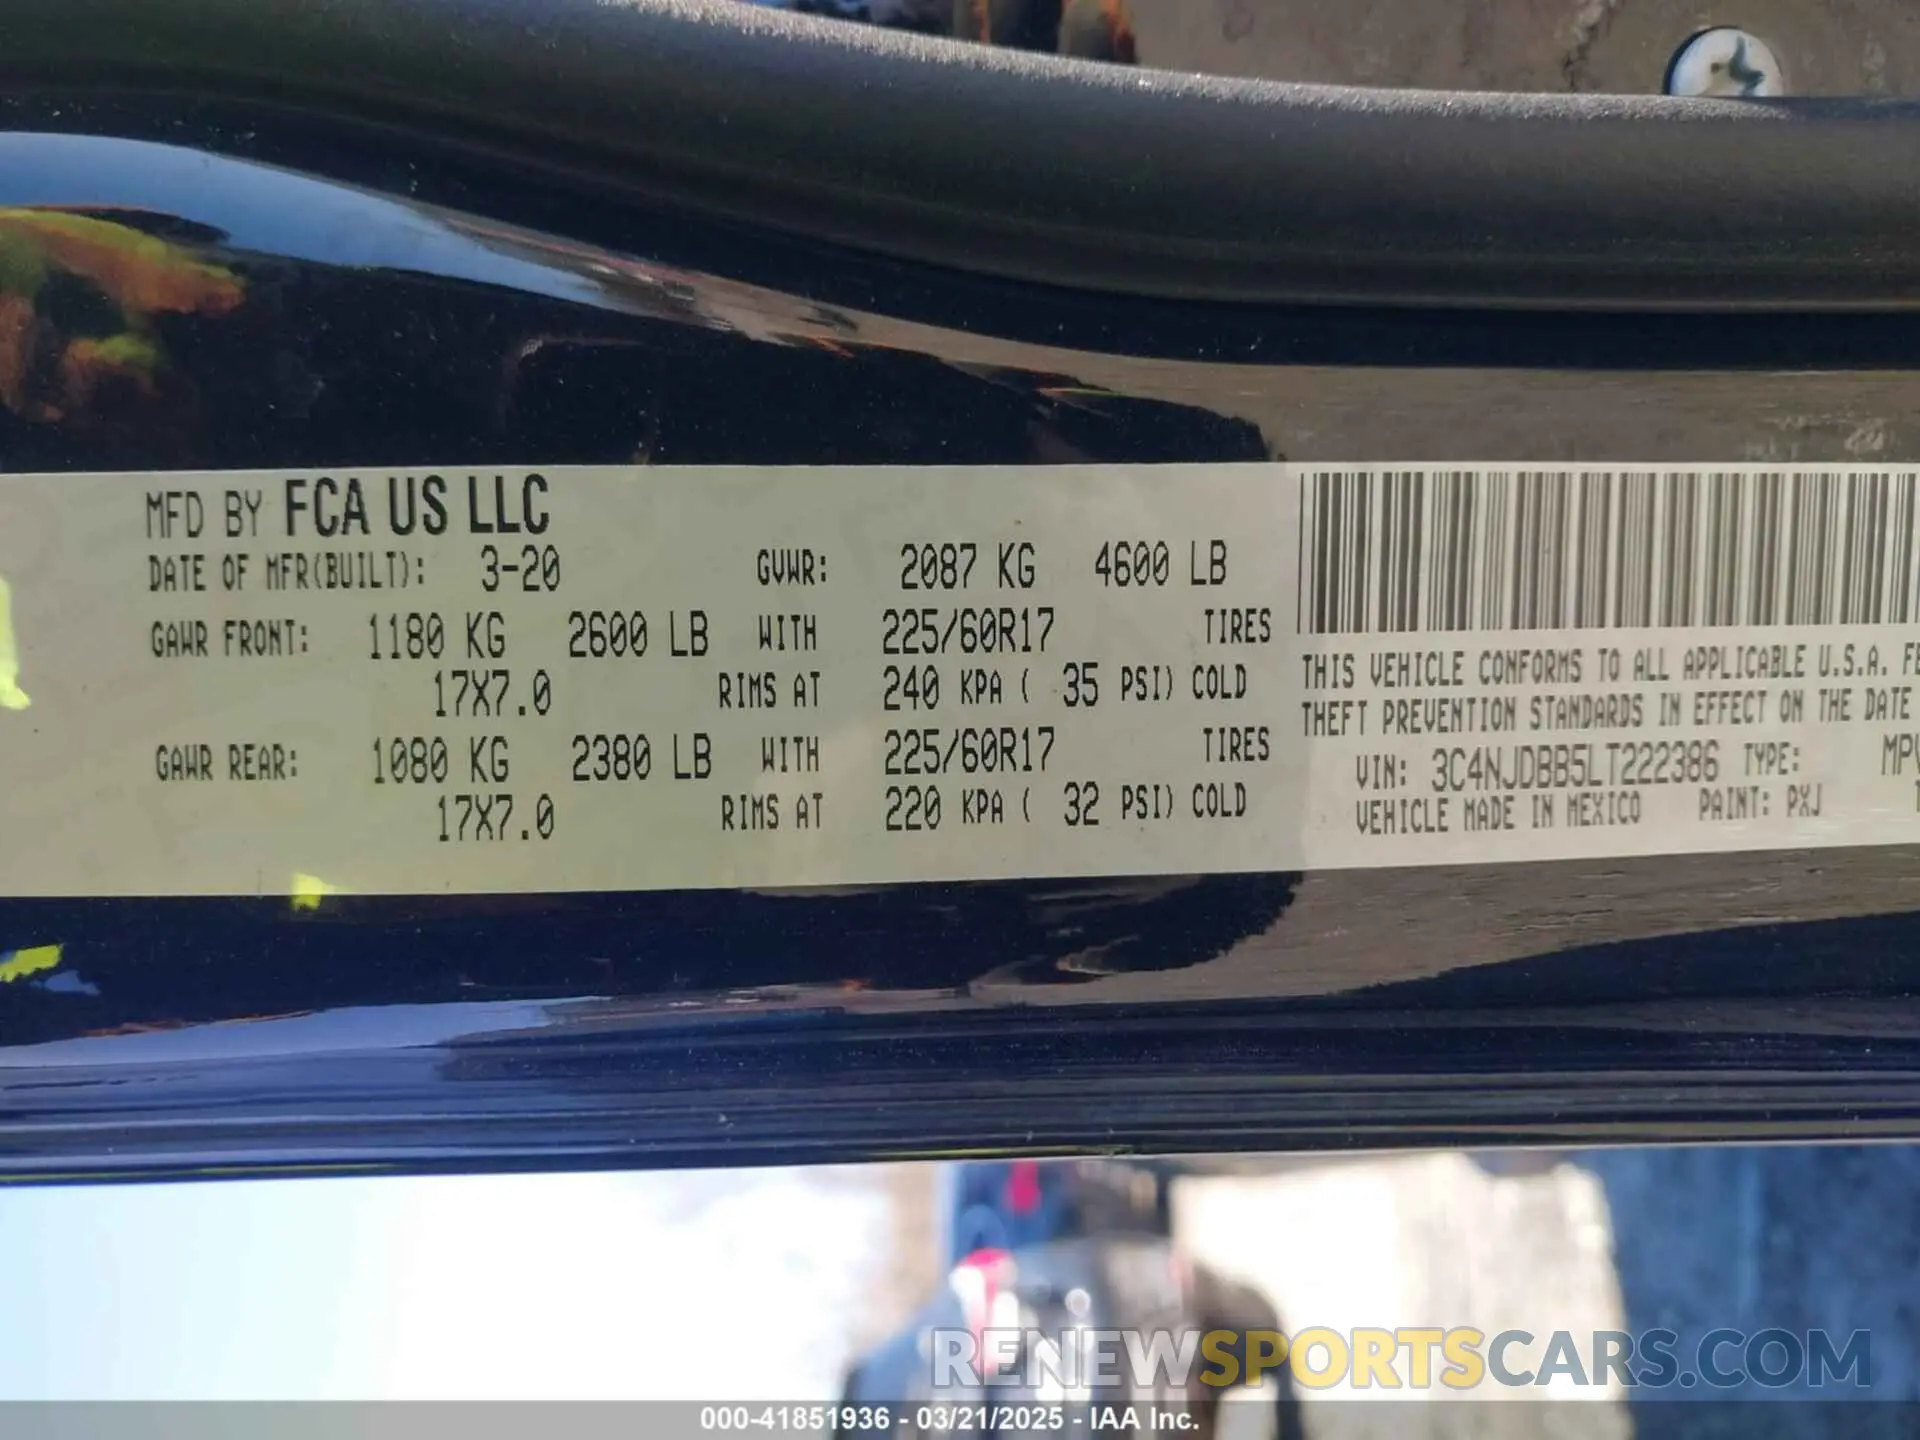 MFD BY FCA US LLC
DATE OF MFR(BUILT): 3-20 GVWR: 2087 KG 4600 LB
GAWR FRONT: 1180 KG 2600 LB WITH 225/60R17 TIRES
17X7.0 RIMS AT 240 KPA ( 35 PSI) COLD
GAWR REAR: 1080 KG 2380 LB WITH 225/60R17 TIRES
17X7.0 RIMS AT 220 KPA ( 32 PSI) COLD
THIS VEHICLE CONFORMS TO ALL APPLICABLE U.S.A. FE
THEFT PREVENTION STANDARDS IN EFFECT ON THE DATE
VIN: 3C4NJDBB5LT222386 TYPE: MPV
VEHICLE MADE IN MEXICO PAINT: PXJ
RENEWSPORTSCARS.COM
000-41851936 - 03/21/2025 - IAA Inc.